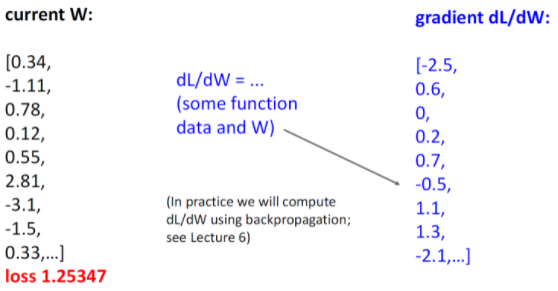 current W:
[0.34,
-1.11,
0.78,
0.12,
0.55,
2.81,
-3.1,
-1.5,
0.33,...]
loss 1.25347
dL/dW = ...
(some function
data and W)
(In practice we will compute
dL/dW using backpropagation;
see Lecture 6)
gradient dL/dW:
[-2.5,
0.6,
0,
0.2,
0.7,
-0.5,
1.1,
1.3,
-2.1,...]